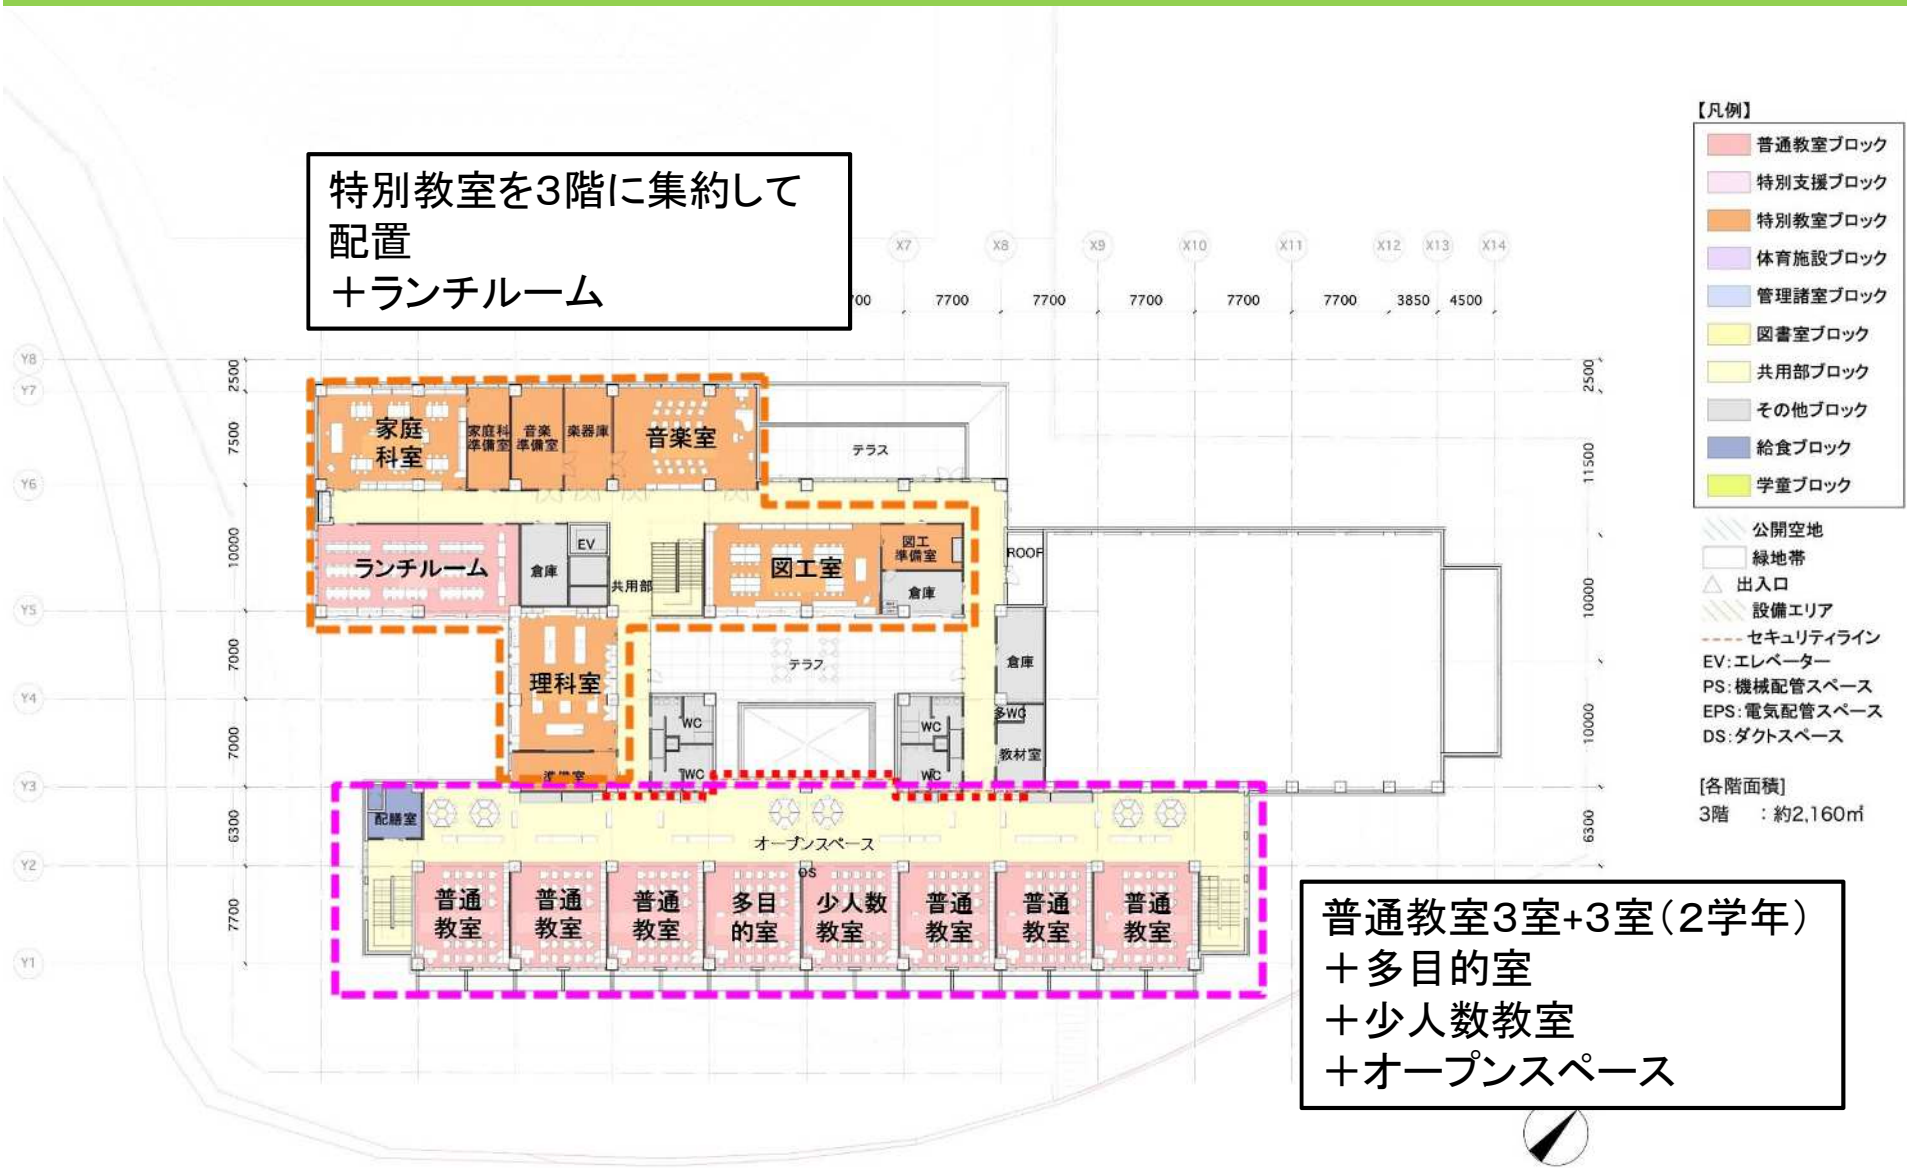 特別教室を3階に集約して
配置
＋ランチルーム
X7 X8 X9 X10 X11 X12 X13 X14
700 7700 7700 7700 7700 7700 3850 4500
Y8
Y7
Y6
Y5
Y4
Y3
Y2
Y1
2500
7500
10000
7000
7000
6300
7700
2500
11500
10000
10000
6300
家庭
科室
家庭科
準備室
音楽
準備室
楽器庫
音楽室
テラス
ランチルーム
倉庫
EV
共用部
図工室
図工
準備室
倉庫
ROOF
理科室
準備室
テラス
倉庫
WC
WC
WC
WC
多WC
教材室
配膳室
オープンスペース
OS
普通
教室
普通
教室
普通
教室
多目
的室
少人数
教室
普通
教室
普通
教室
普通
教室
【凡例】
普通教室ブロック
特別支援ブロック
特別教室ブロック
体育施設ブロック
管理諸室ブロック
図書室ブロック
共用部ブロック
その他ブロック
給食ブロック
学童ブロック
公開空地
緑地帯
出入口
設備エリア
セキュリティライン
EV:エレベーター
PS:機械配管スペース
EPS:電気配管スペース
DS:ダクトスペース
[各階面積]
3階 ：約2,160㎡
普通教室3室+3室(2学年)
＋多目的室
＋少人数教室
＋オープンスペース